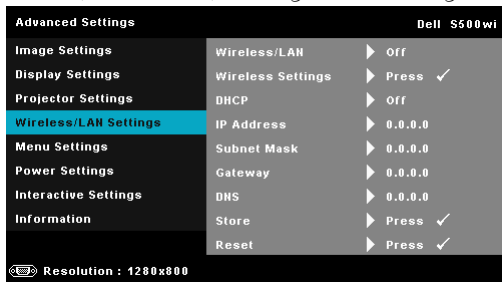 Advanced Settings Dell S500wi
Image Settings Wireless/LAN Off
Display Settings Wireless Settings Press ✓
Projector Settings DHCP Off
Wireless/LAN Settings IP Address 0.0.0.0
Menu Settings Subnet Mask 0.0.0.0
Power Settings Gateway 0.0.0.0
Interactive Settings DNS 0.0.0.0
Information Store Press ✓
Reset Press ✓
Resolution : 1280x800